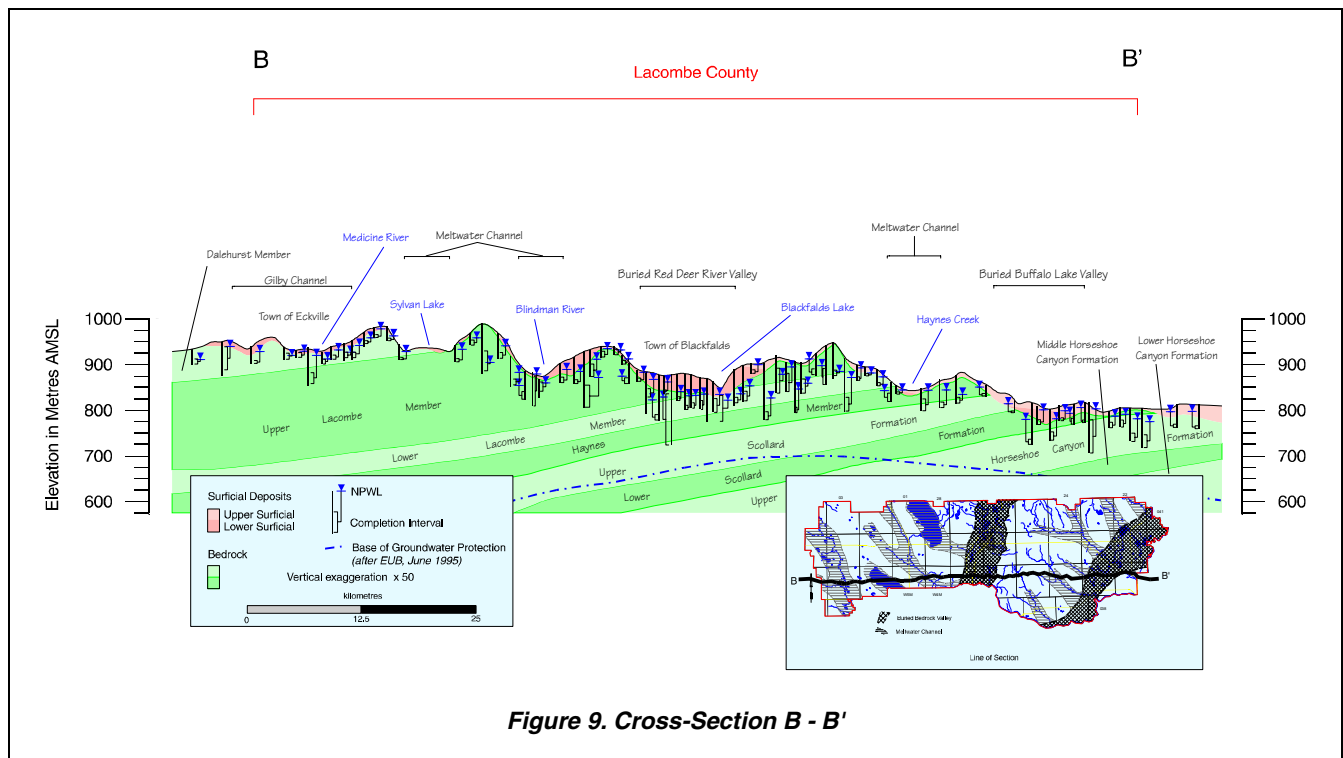 B
B'
Lacombe County
Meltwater Channel
Meltwater Channel
Medicine River
Dalehurst Member
Gilby Channel
Buried Red Deer River Valley
Buried Buffalo Lake Valley
Town of Eckville
Sylvan Lake
Blindman River
Blackfalds Lake
Haynes Creek
Town of Blackfalds
Middle Horseshoe
Canyon Formation
Lower Horseshoe
Canyon Formation
Elevation in Metres AMSL
1000
900
800
700
600
1000
900
800
700
600
Upper Lacombe Member
Lower Lacombe Member
Haynes Member
Upper Scollard Formation
Lower Scollard Formation
Upper Horseshoe Canyon Formation
Surficial Deposits
Upper Surficial
Lower Surficial
Bedrock
NPWL
Completion Interval
Base of Groundwater Protection
(after EUB, June 1995)
Vertical exaggeration x 50
kilometres
0 12.5 25
B B'
Buried Bedrock Valley
Meltwater Channel
Line of Section
Figure 9. Cross-Section B - B'